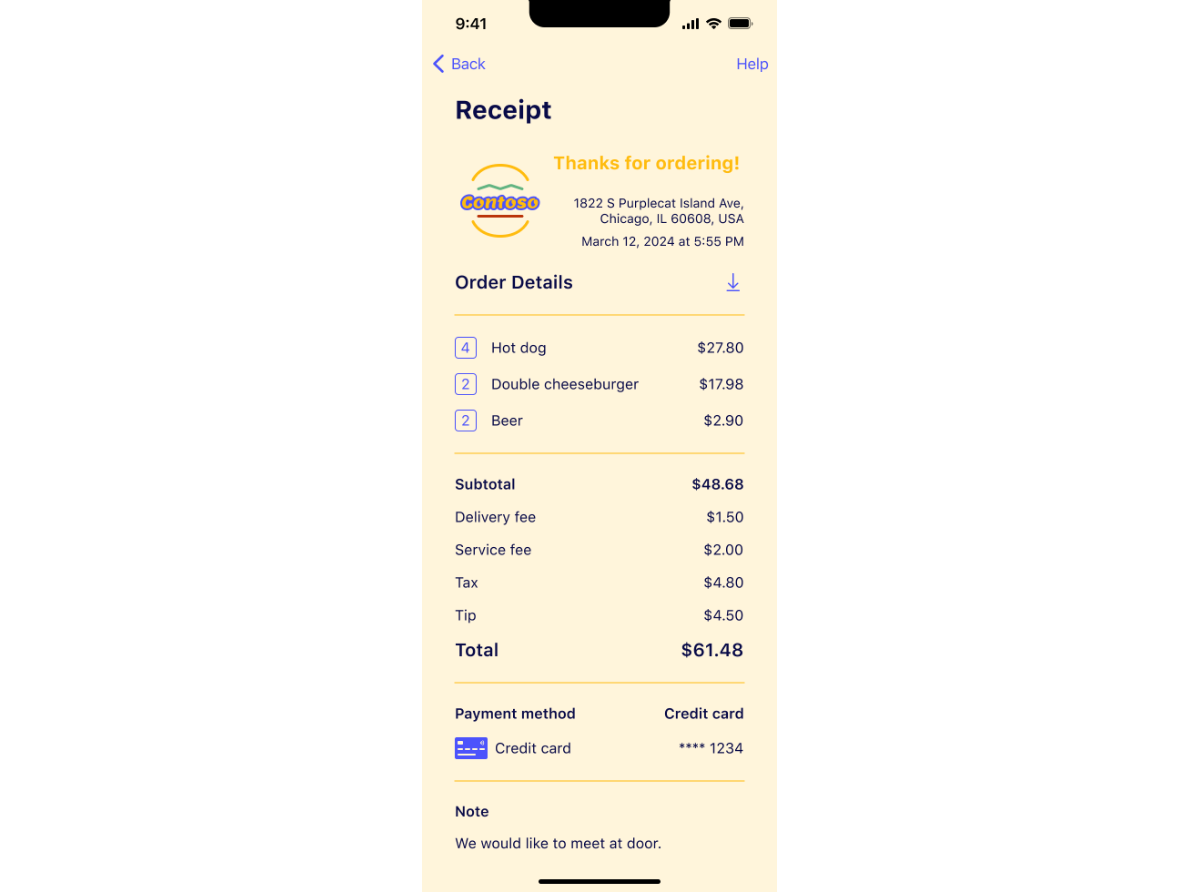 9:41
Back Help
Receipt
Thanks for ordering!
Contoso
1822 S Purplecat Island Ave,
Chicago, IL 60608, USA
March 12, 2024 at 5:55 PM
Order Details
4 Hot dog $27.80
2 Double cheeseburger $17.98
2 Beer $2.90
Subtotal $48.68
Delivery fee $1.50
Service fee $2.00
Tax $4.80
Tip $4.50
Total $61.48
Payment method Credit card
Credit card **** 1234
Note
We would like to meet at door.